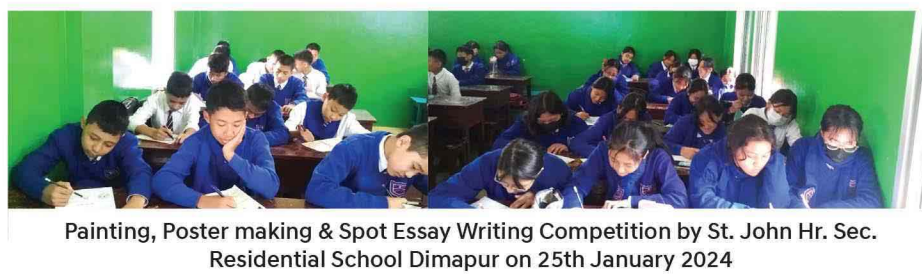 Painting, Poster making & Spot Essay Writing Competition by St. John Hr. Sec.
Residential School Dimapur on 25th January 2024